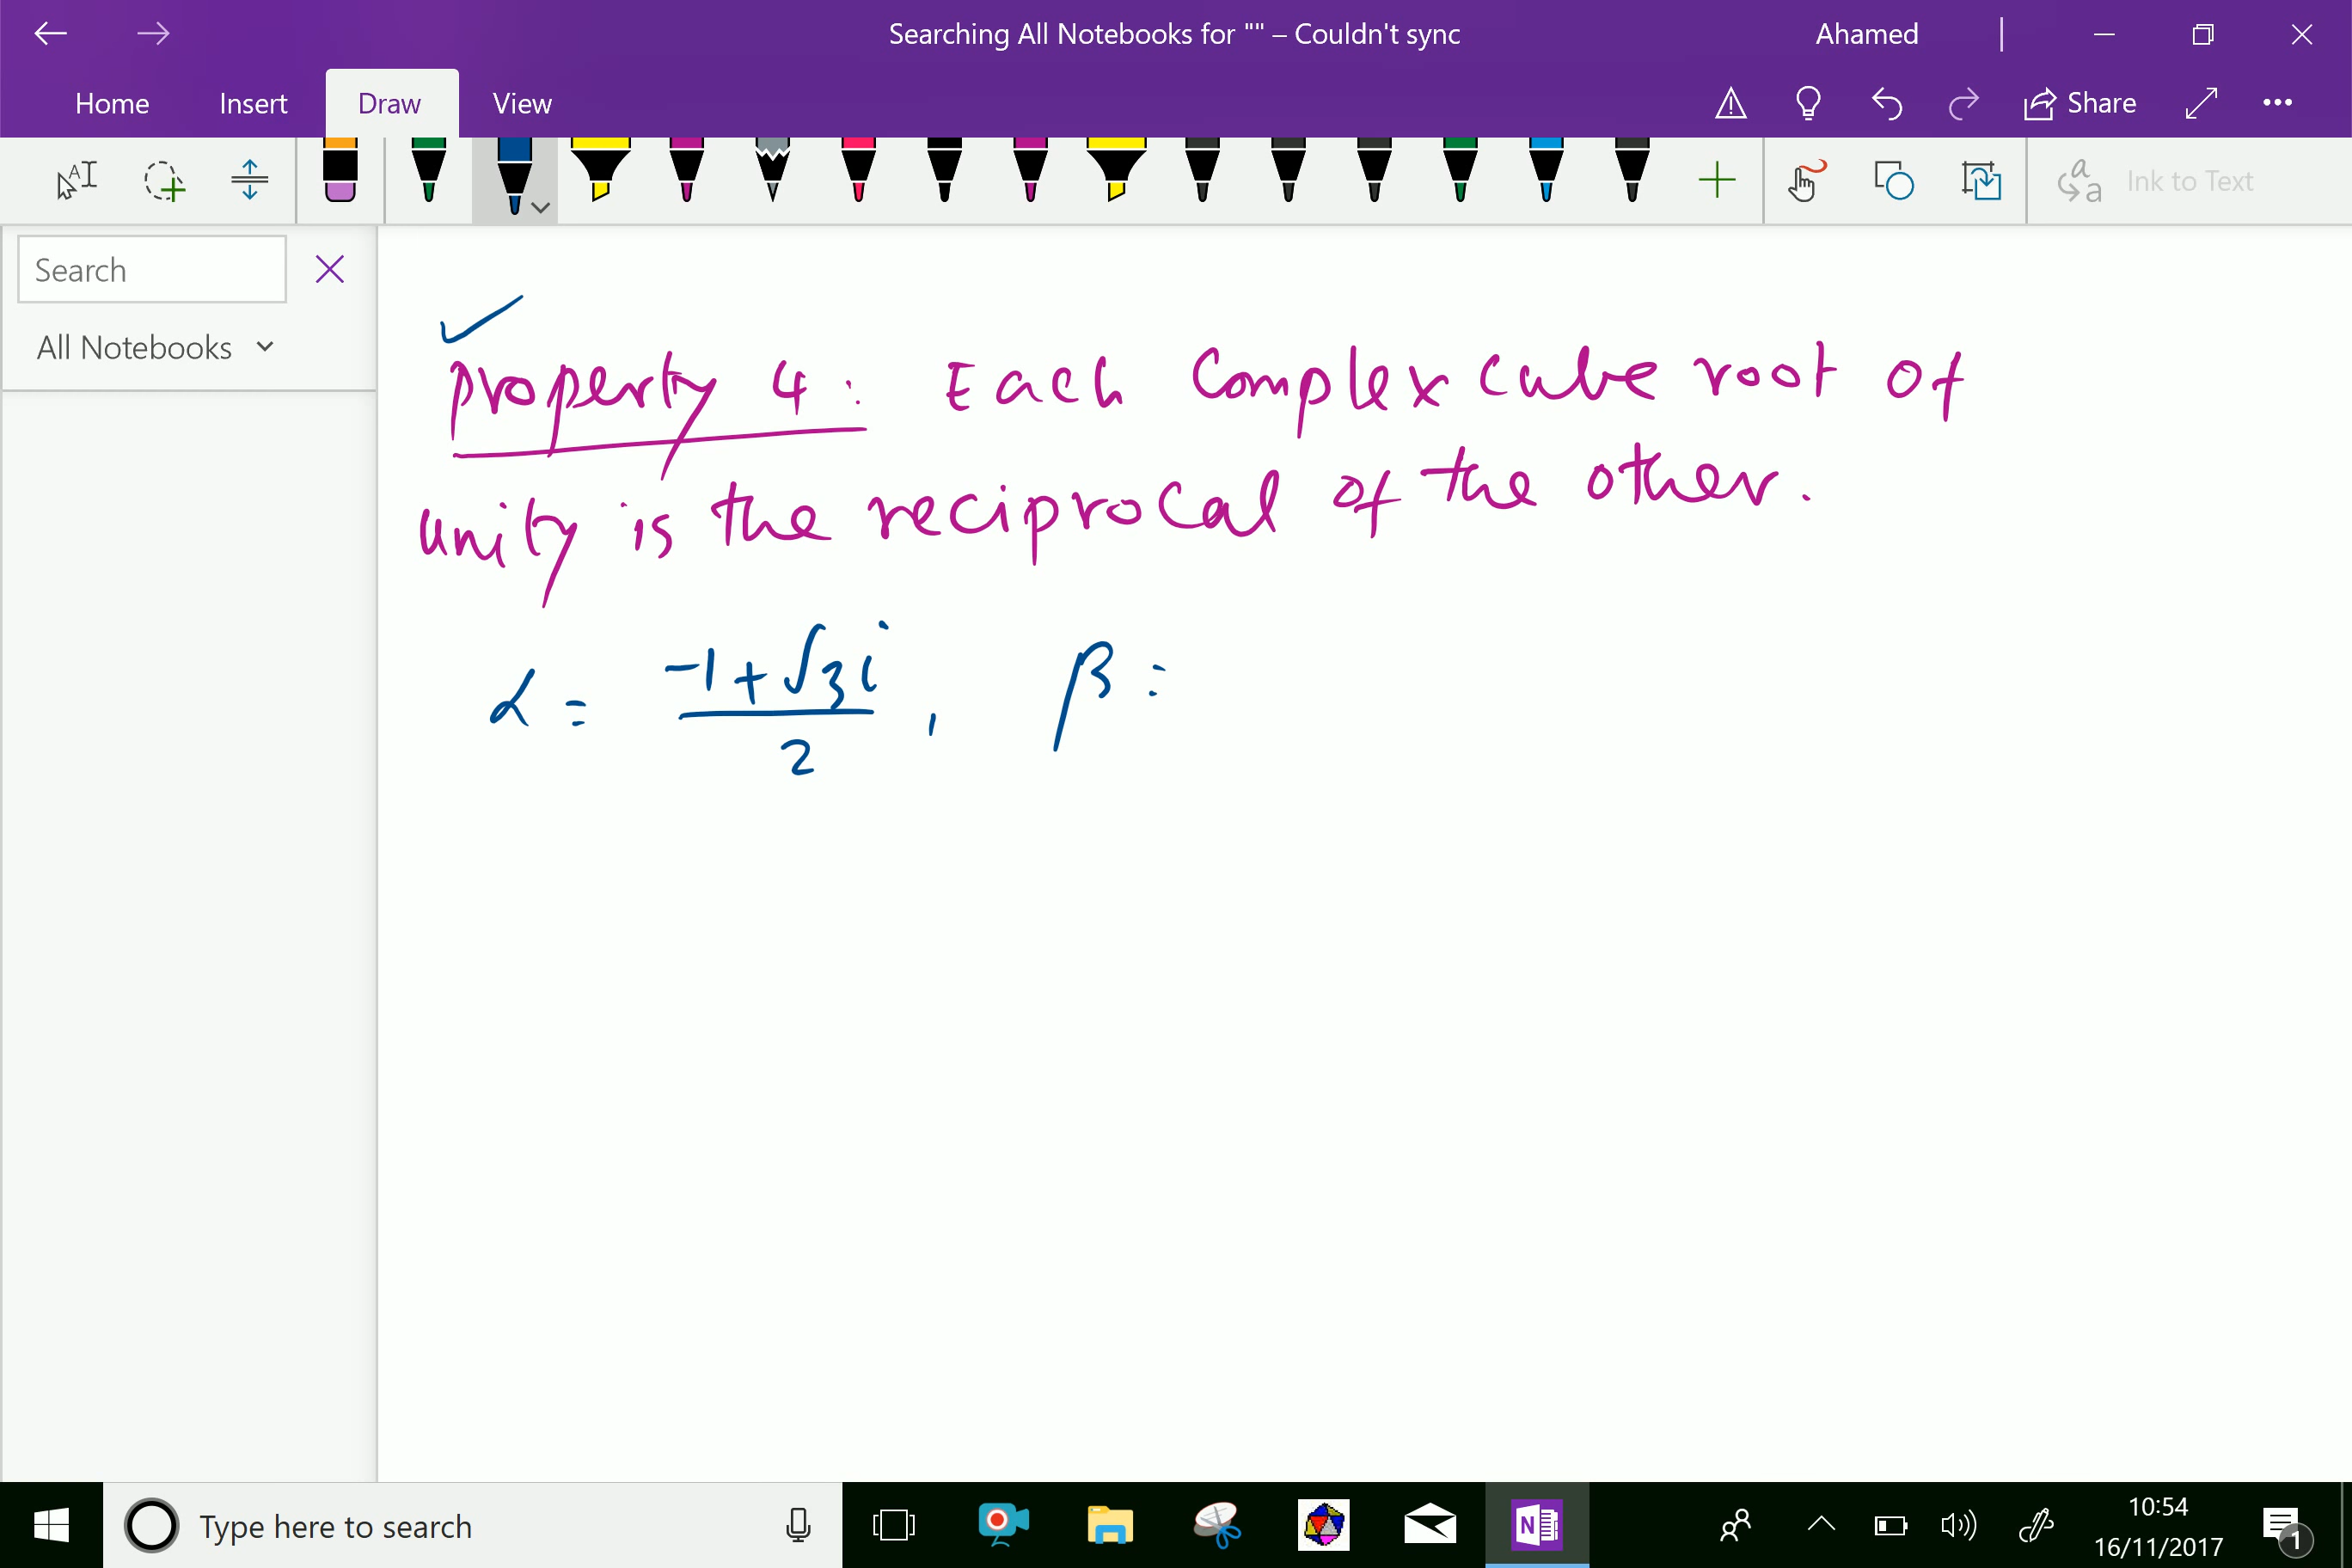 Searching All Notebooks for "" – Couldn't sync
Ahamed
Home Insert Draw View
Share
Ink to Text
Search
All Notebooks
Property 4: Each Complex cube root of
unity is the reciprocal of the other.
α = (-1 + √3 i)/2 , β =
Type here to search
10:54
16/11/2017
1